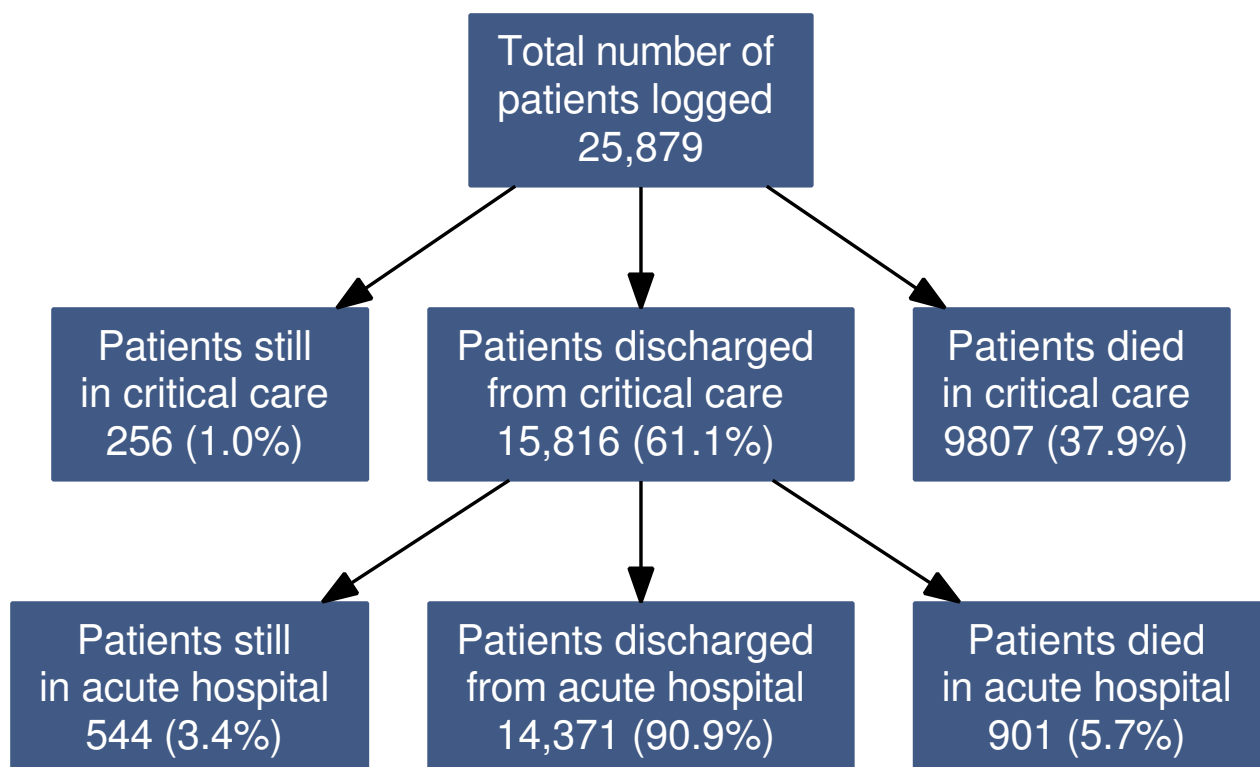 Total number of
patients logged
25,879
Patients still
in critical care
256 (1.0%)
Patients discharged
from critical care
15,816 (61.1%)
Patients died
in critical care
9807 (37.9%)
Patients still
in acute hospital
544 (3.4%)
Patients discharged
from acute hospital
14,371 (90.9%)
Patients died
in acute hospital
901 (5.7%)